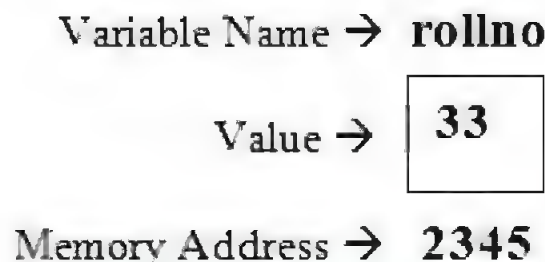 Variable Name → rollno
Value → 33
Memory Address → 2345